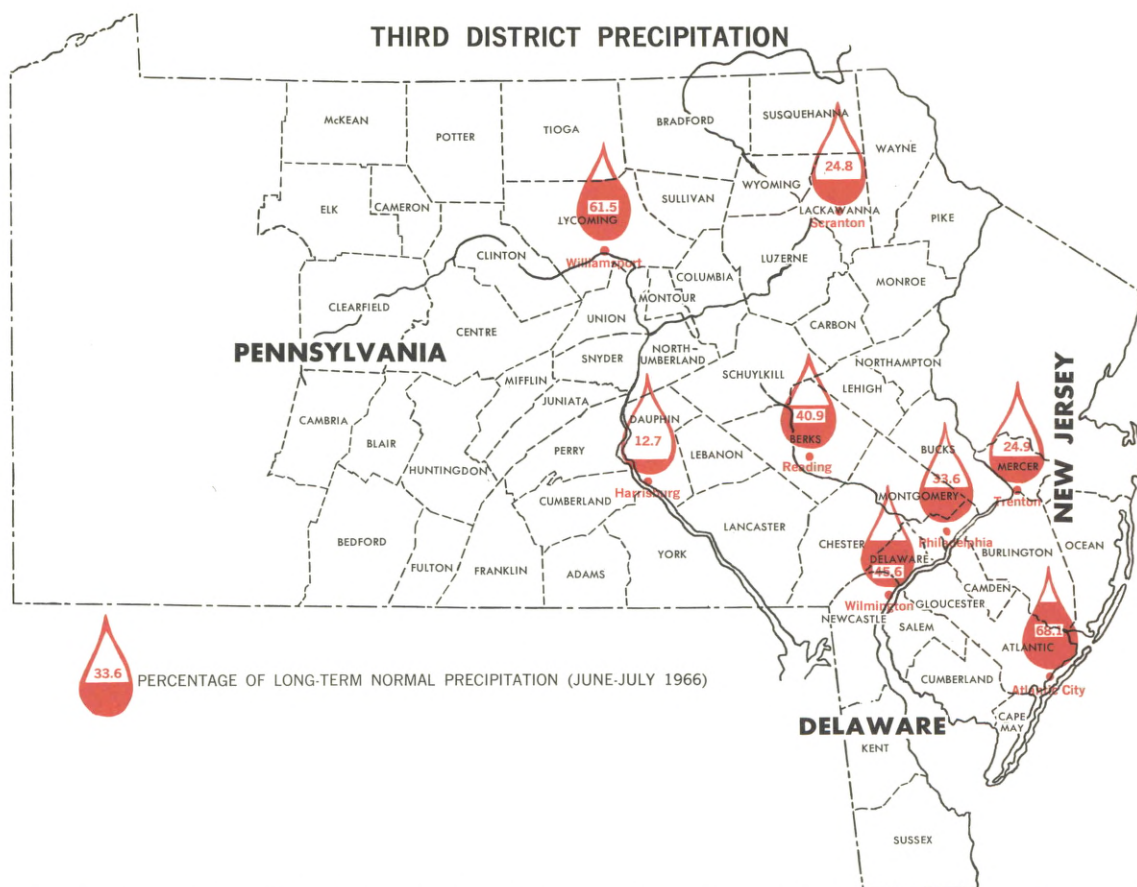 THIRD DISTRICT PRECIPITATION
McKEAN
POTTER
TIOGA
BRADFORD
SUSQUEHANNA
WAYNE
24.8
WYOMING
ELK
CAMERON
61.5
LYCOMING
SULLIVAN
LACKAWANNA
Scranton
PIKE
CLINTON
Williamsport
COLUMBIA
LUZERNE
MONROE
CLEARFIELD
CENTRE
UNION
MONTOUR
CARBON
PENNSYLVANIA
SNYDER
NORTH-
UMBERLAND
SCHUYLKILL
NORTHAMPTON
LEHIGH
MIFFLIN
JUNIATA
CAMBRIA
BLAIR
HUNTINGDON
PERRY
DAUPHIN
12.7
LEBANON
40.9
BERKS
Reading
BUCKS
24.9
MERCER
Trenton
NEW JERSEY
CUMBERLAND
Harrisburg
33.6
MONTGOMERY
Philadelphia
LANCASTER
CHESTER
DELAWARE
45.6
Wilmington
BURLINGTON
OCEAN
BEDFORD
FULTON
FRANKLIN
ADAMS
YORK
CAMDEN
GLOUCESTER
NEWCASTLE
SALEM
68.1
ATLANTIC
Atlantic City
CUMBERLAND
CAPE
MAY
33.6
PERCENTAGE OF LONG-TERM NORMAL PRECIPITATION (JUNE-JULY 1966)
DELAWARE
KENT
SUSSEX